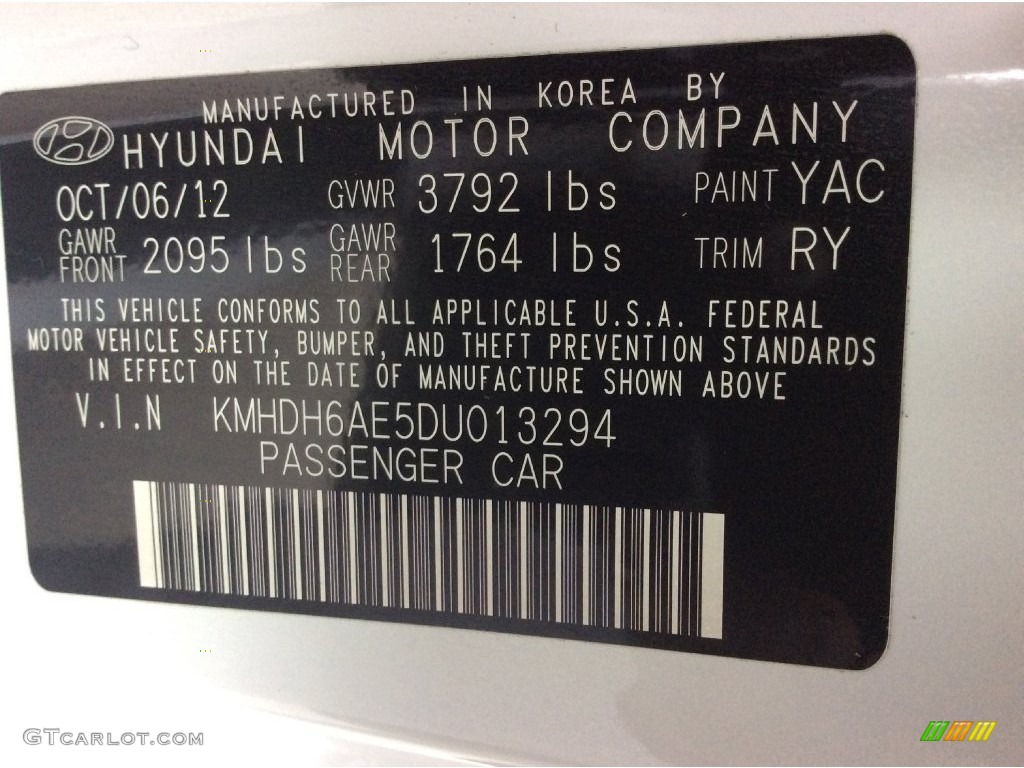 MANUFACTURED IN KOREA BY
HYUNDAI MOTOR COMPANY
OCT/06/12 GVWR 3792 lbs PAINT YAC
GAWR FRONT 2095 lbs GAWR REAR 1764 lbs TRIM RY
THIS VEHICLE CONFORMS TO ALL APPLICABLE U.S.A. FEDERAL
MOTOR VEHICLE SAFETY, BUMPER, AND THEFT PREVENTION STANDARDS
IN EFFECT ON THE DATE OF MANUFACTURE SHOWN ABOVE
V.I.N KMHDH6AE5DU013294
PASSENGER CAR
GTCARLOT.COM